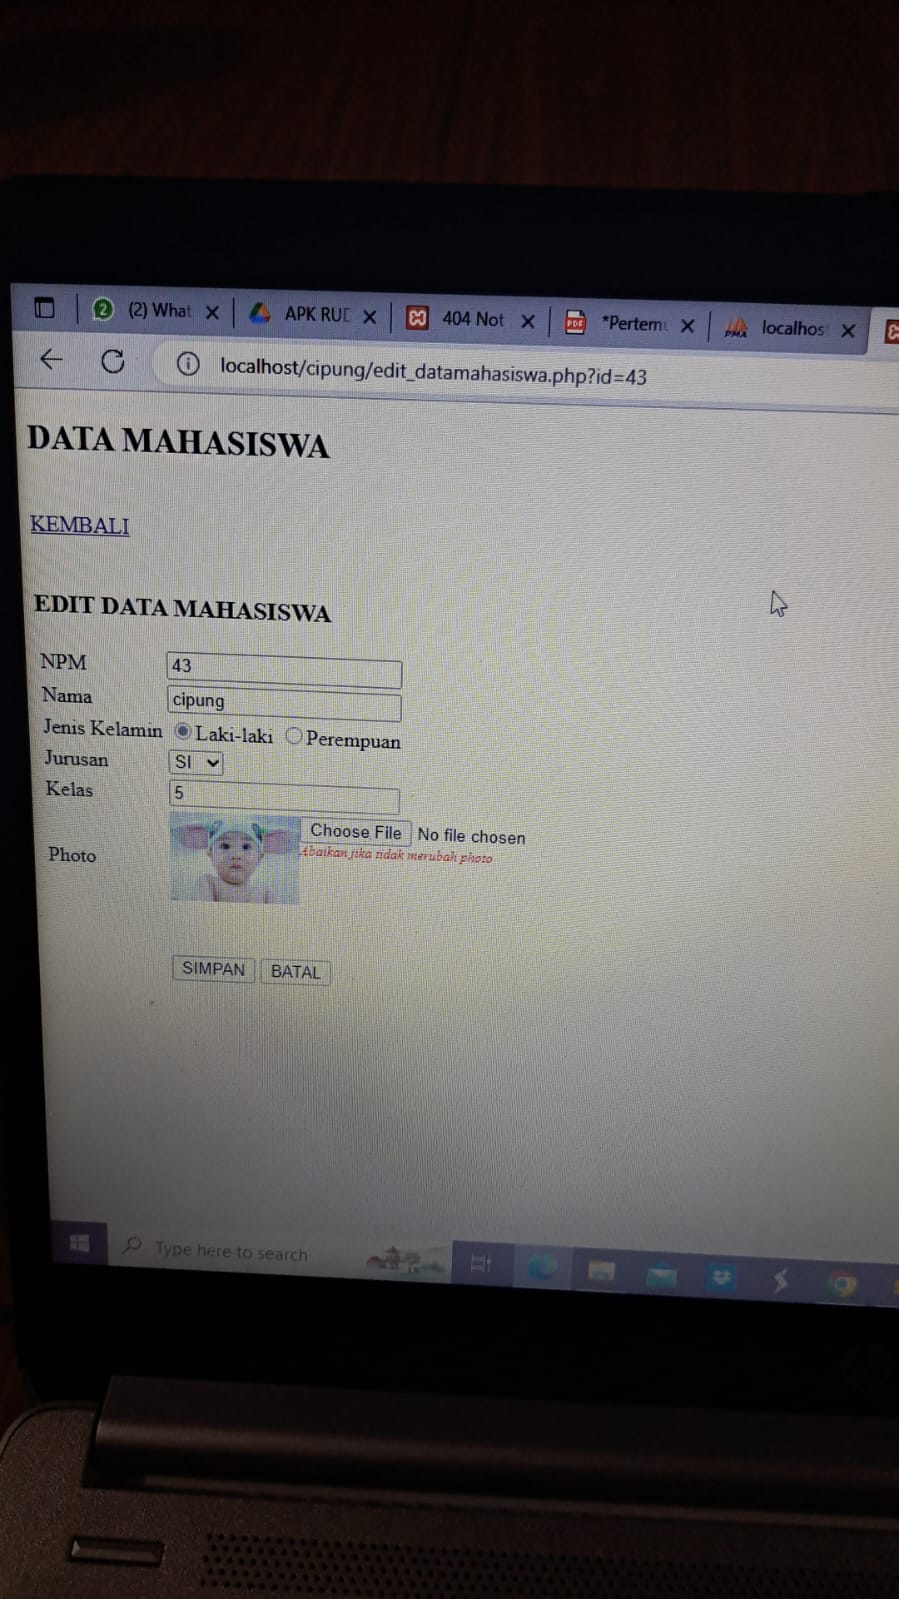 2 (2) What APK RUD 404 Not *Pertem localhos
localhost/cipung/edit_datamahasiswa.php?id=43
DATA MAHASISWA
KEMBALI
EDIT DATA MAHASISWA
NPM 43
Nama cipung
Jenis Kelamin Laki-laki Perempuan
Jurusan SI
Kelas 5
Photo Choose File No file chosen
Abaikan jika tidak merubah photo
SIMPAN BATAL
Type here to search